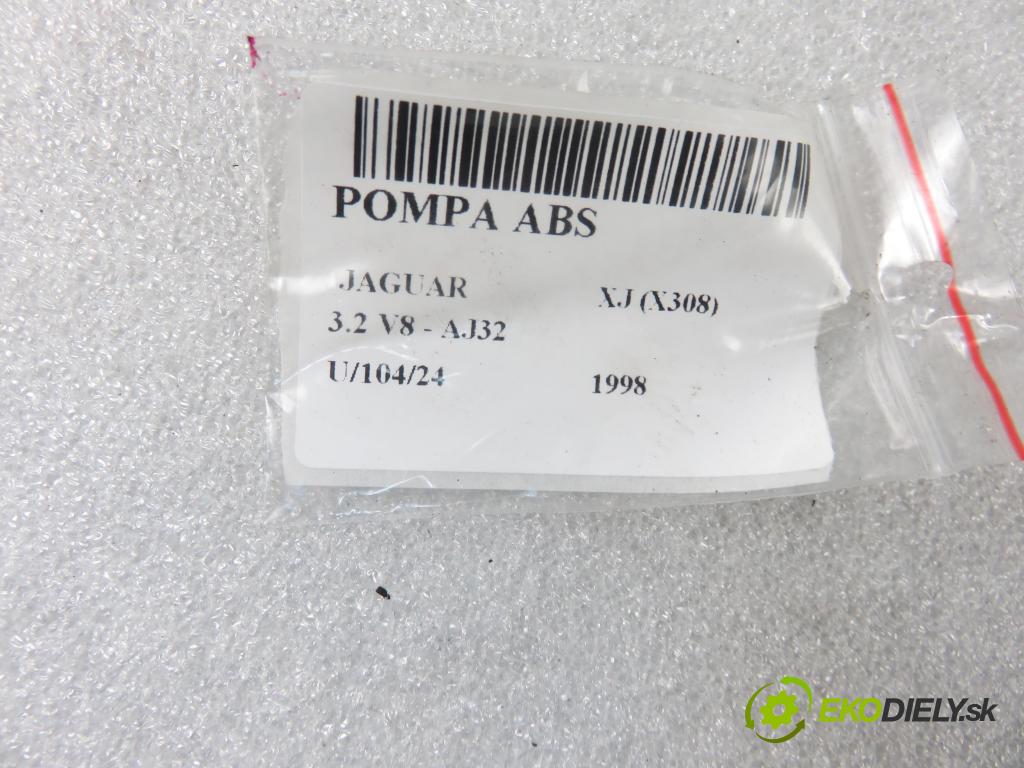 POMPA ABS
JAGUAR XJ (X308)
3.2 V8 - AJ32
U/104/24 1998
EKODIELY.sk